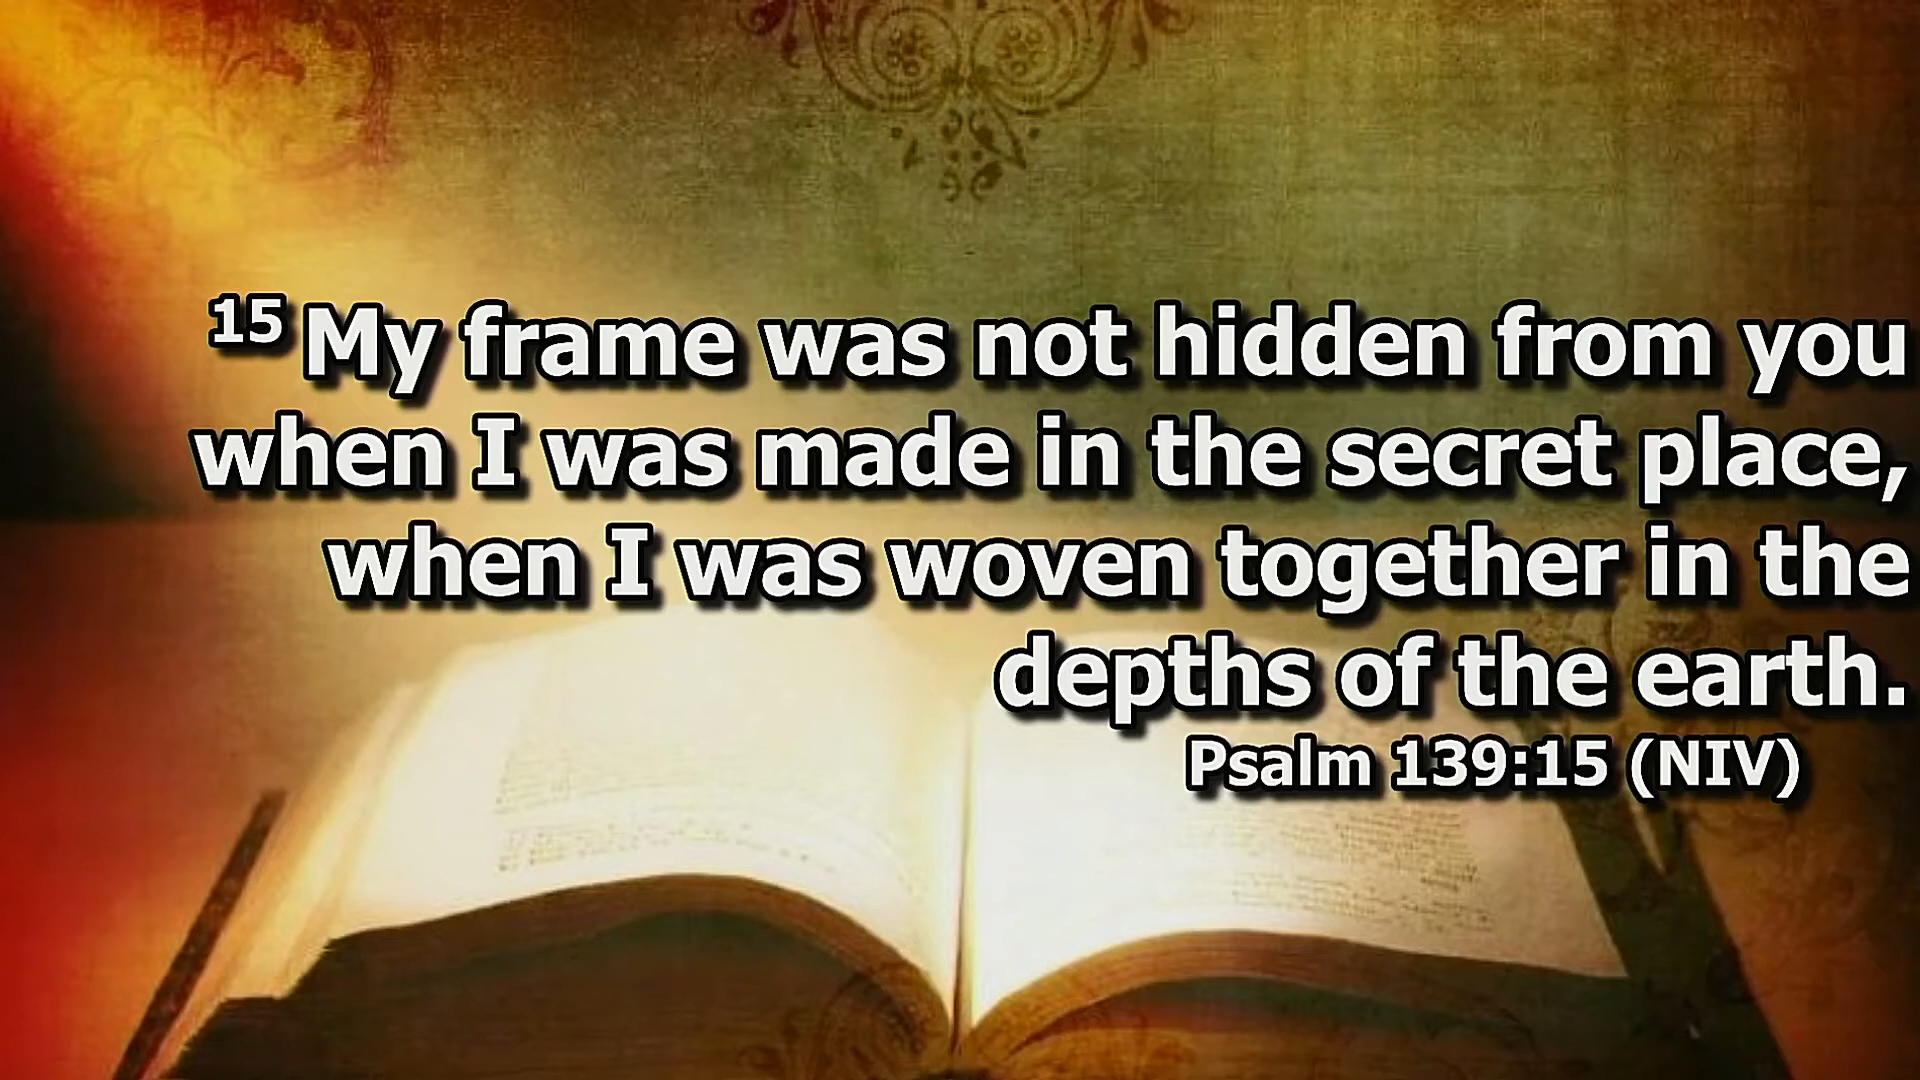 15 My frame was not hidden from you
when I was made in the secret place,
when I was woven together in the
depths of the earth.
Psalm 139:15 (NIV)